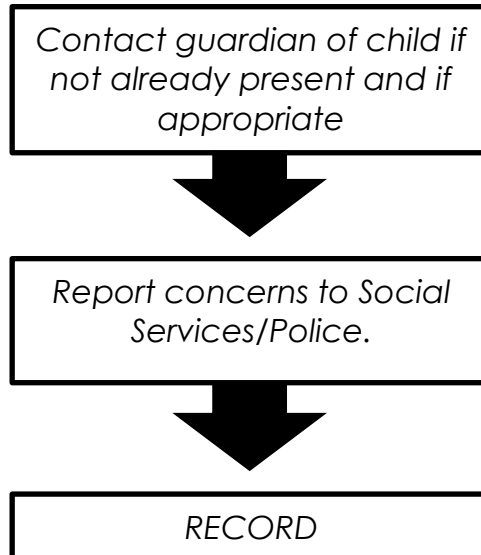 Contact guardian of child if
not already present and if
appropriate
Report concerns to Social
Services/Police.
RECORD